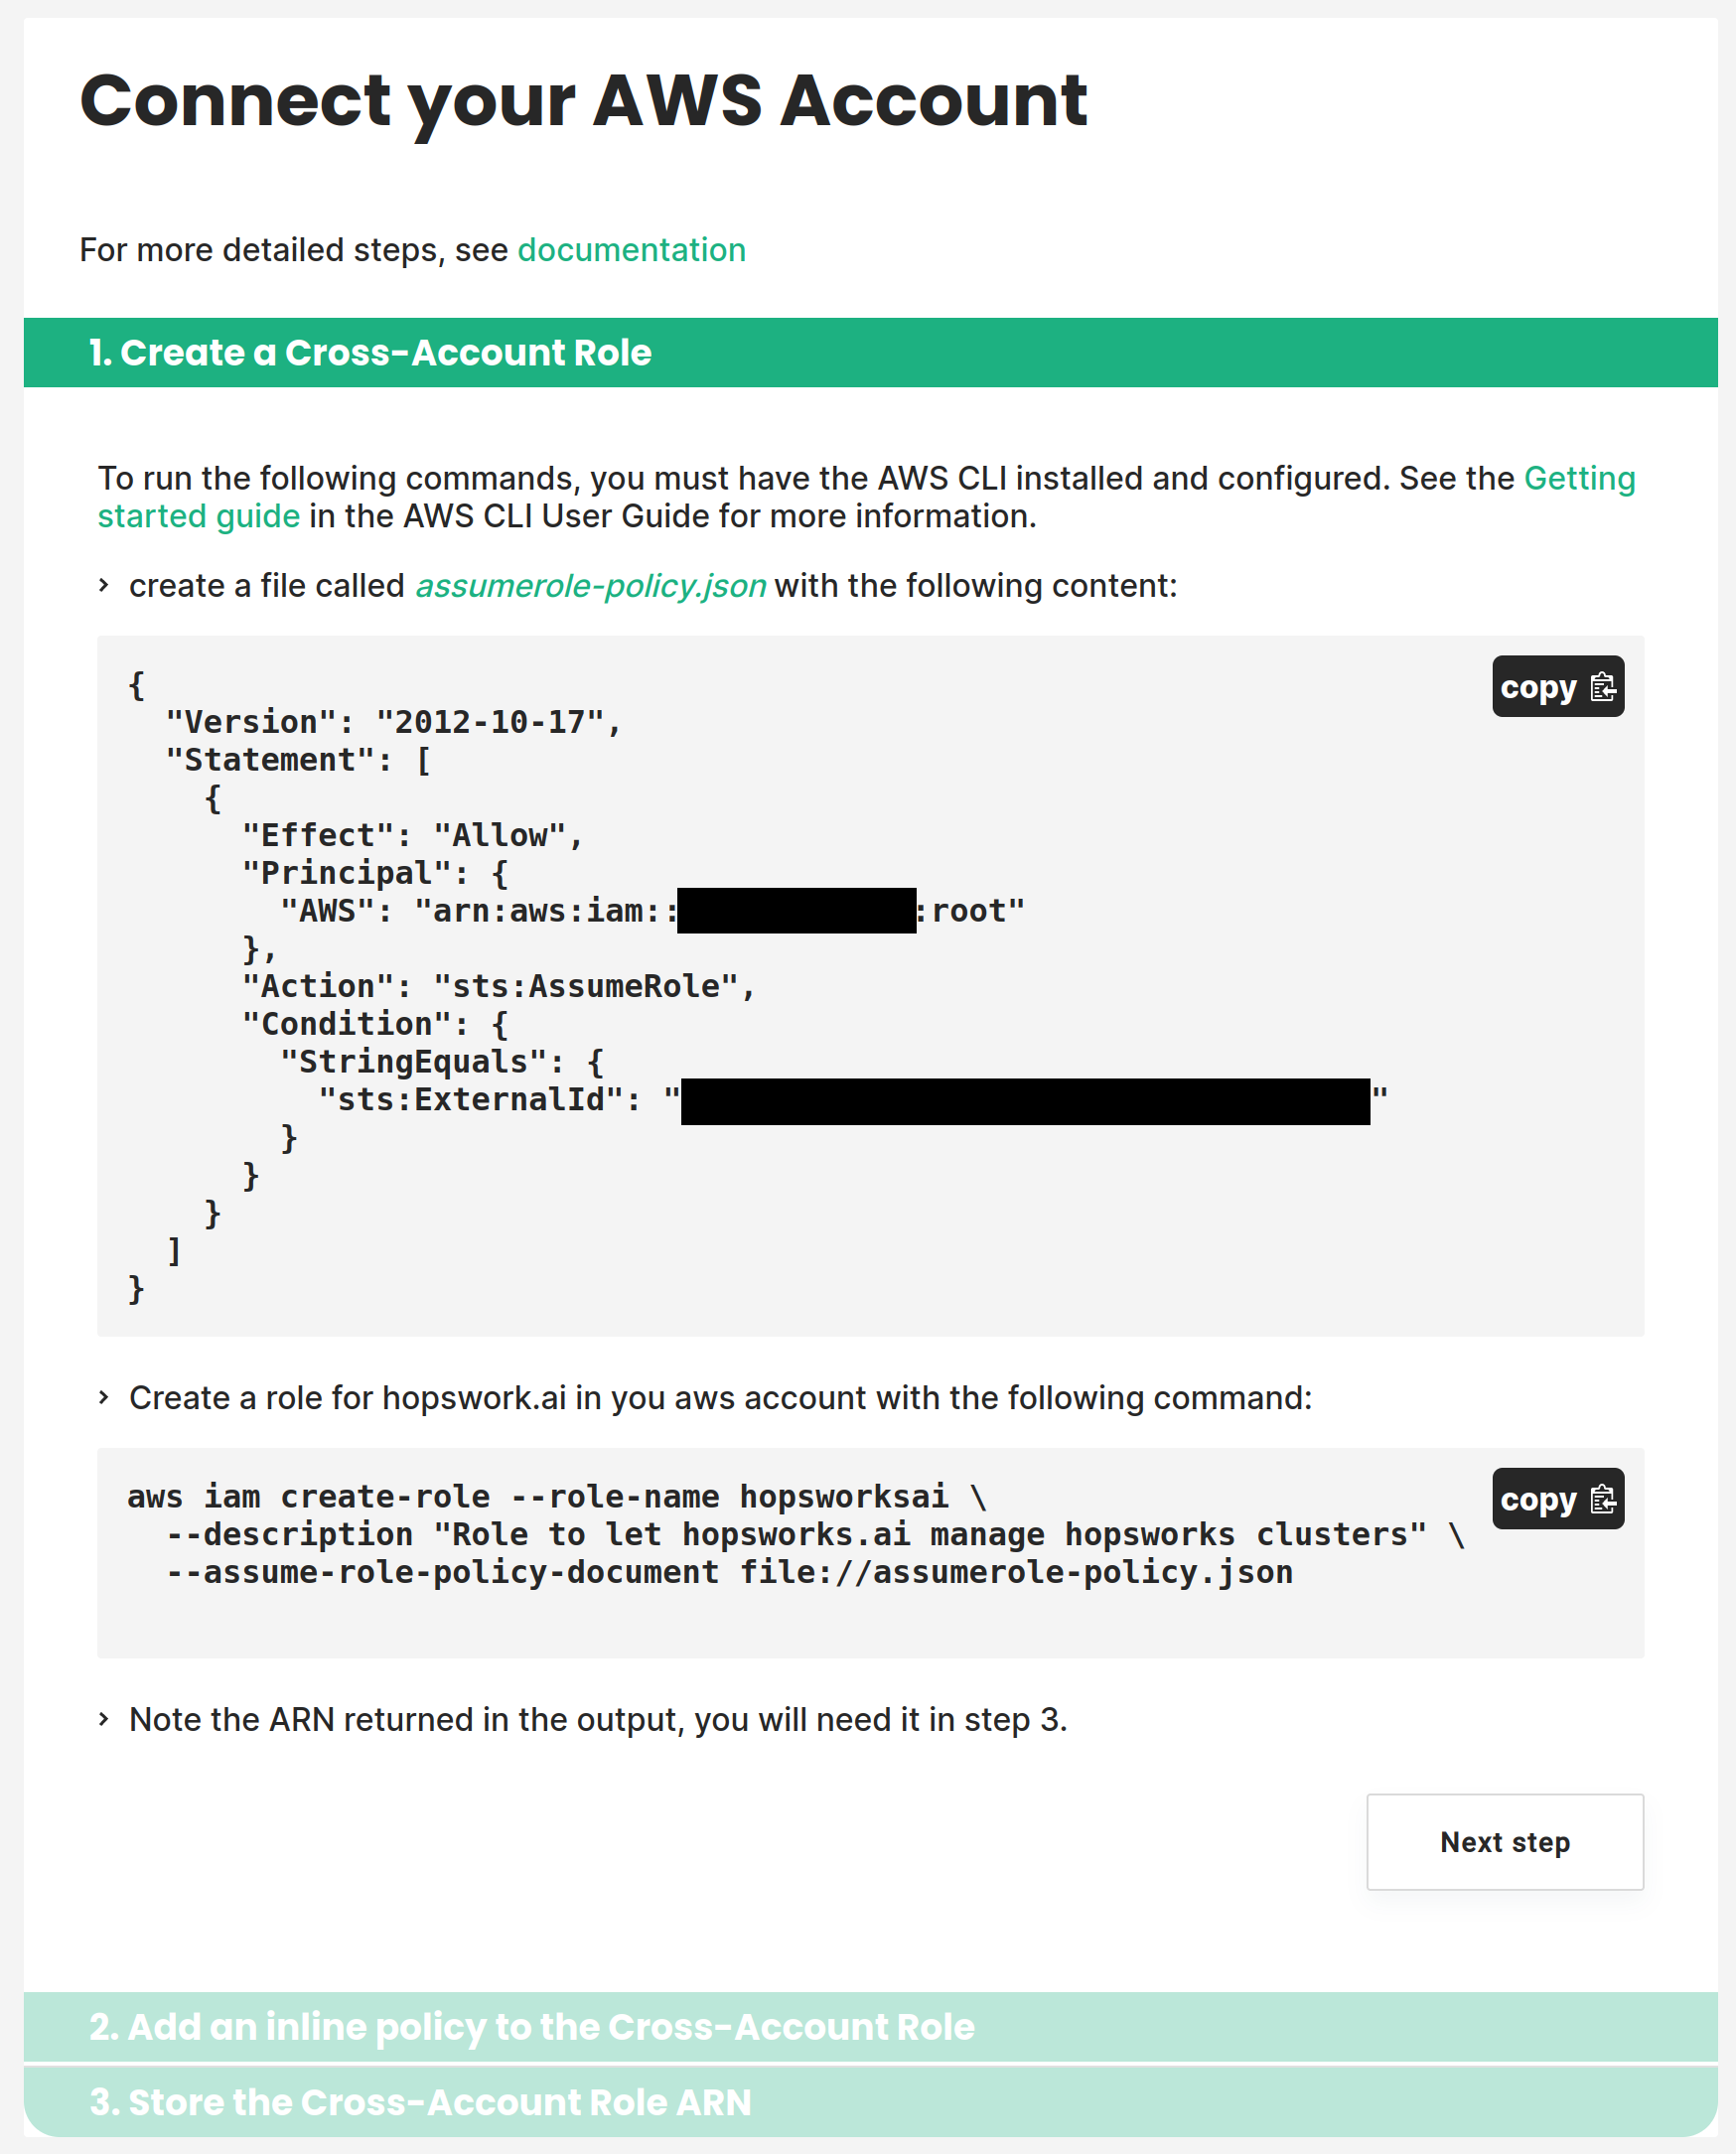 Connect your AWS Account
For more detailed steps, see documentation
1. Create a Cross-Account Role
To run the following commands, you must have the AWS CLI installed and configured. See the Getting
started guide in the AWS CLI User Guide for more information.
› create a file called assumerole-policy.json with the following content:
copy
{
  "Version": "2012-10-17",
  "Statement": [
    {
      "Effect": "Allow",
      "Principal": {
        "AWS": "arn:aws:iam:::root"
      },
      "Action": "sts:AssumeRole",
      "Condition": {
        "StringEquals": {
          "sts:ExternalId": ""
        }
      }
    }
  ]
}
› Create a role for hopswork.ai in you aws account with the following command:
copy
aws iam create-role --role-name hopsworksai \
  --description "Role to let hopsworks.ai manage hopsworks clusters" \
  --assume-role-policy-document file://assumerole-policy.json
› Note the ARN returned in the output, you will need it in step 3.
Next step
2. Add an inline policy to the Cross-Account Role
3. Store the Cross-Account Role ARN